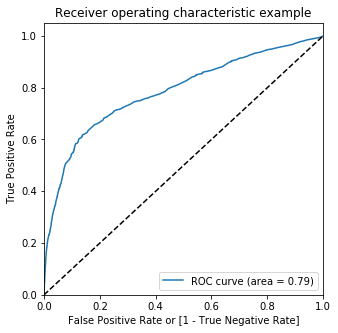 Receiver operating characteristic example
True Positive Rate
1.0
0.8
0.6
0.4
0.2
0.0
ROC curve (area = 0.79)
0.0 0.2 0.4 0.6 0.8 1.0
False Positive Rate or [1 - True Negative Rate]